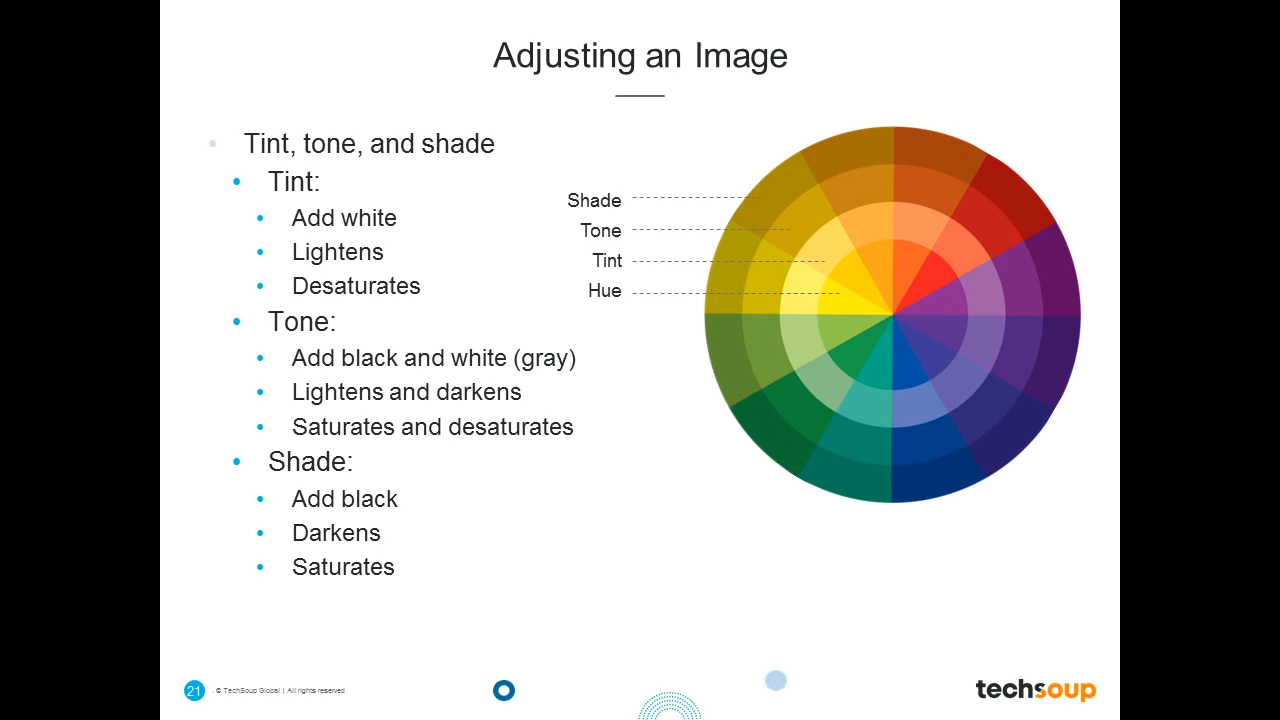 Adjusting an Image
Tint, tone, and shade
Tint:
Add white
Lightens
Desaturates
Tone:
Add black and white (gray)
Lightens and darkens
Saturates and desaturates
Shade:
Add black
Darkens
Saturates
Shade
Tone
Tint
Hue
21
. © TechSoup Global | All rights reserved
techsoup